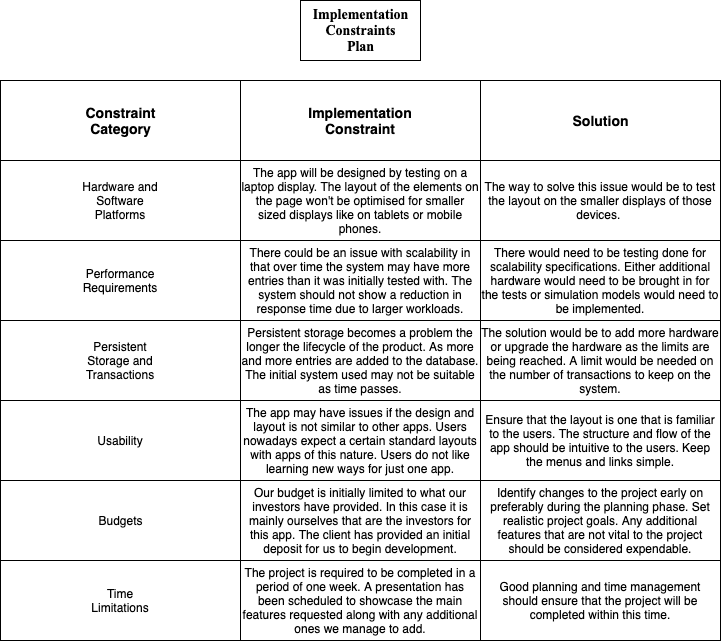 Implementation
Constraints
Plan
Constraint
Category
Implementation
Constraint
Solution
Hardware and
Software
Platforms
The app will be designed by testing on a
laptop display. The layout of the elements on
the page won't be optimised for smaller
sized displays like on tablets or mobile
phones.
The way to solve this issue would be to test
the layout on the smaller displays of those
devices.
Performance
Requirements
There could be an issue with scalability in
that over time the system may have more
entries than it was initially tested with. The
system should not show a reduction in
response time due to larger workloads.
There would need to be testing done for
scalability specifications. Either additional
hardware would need to be brought in for
the tests or simulation models would need to
be implemented.
Persistent
Storage and
Transactions
Persistent storage becomes a problem the
longer the lifecycle of the product. As more
and more entries are added to the database.
The initial system used may not be suitable
as time passes.
The solution would be to add more hardware
or upgrade the hardware as the limits are
being reached. A limit would be needed on
the number of transactions to keep on the
system.
Usability
The app may have issues if the design and
layout is not similar to other apps. Users
nowadays expect a certain standard layouts
with apps of this nature. Users do not like
learning new ways for just one app.
Ensure that the layout is one that is familiar
to the users. The structure and flow of the
app should be intuitive to the users. Keep
the menus and links simple.
Budgets
Our budget is initially limited to what our
investors have provided. In this case it is
mainly ourselves that are the investors for
this app. The client has provided an initial
deposit for us to begin development.
Identify changes to the project early on
preferably during the planning phase. Set
realistic project goals. Any additional
features that are not vital to the project
should be considered expendable.
Time
Limitations
The project is required to be completed in a
period of one week. A presentation has
been scheduled to showcase the main
features requested along with any additional
ones we manage to add.
Good planning and time management
should ensure that the project will be
completed within this time.